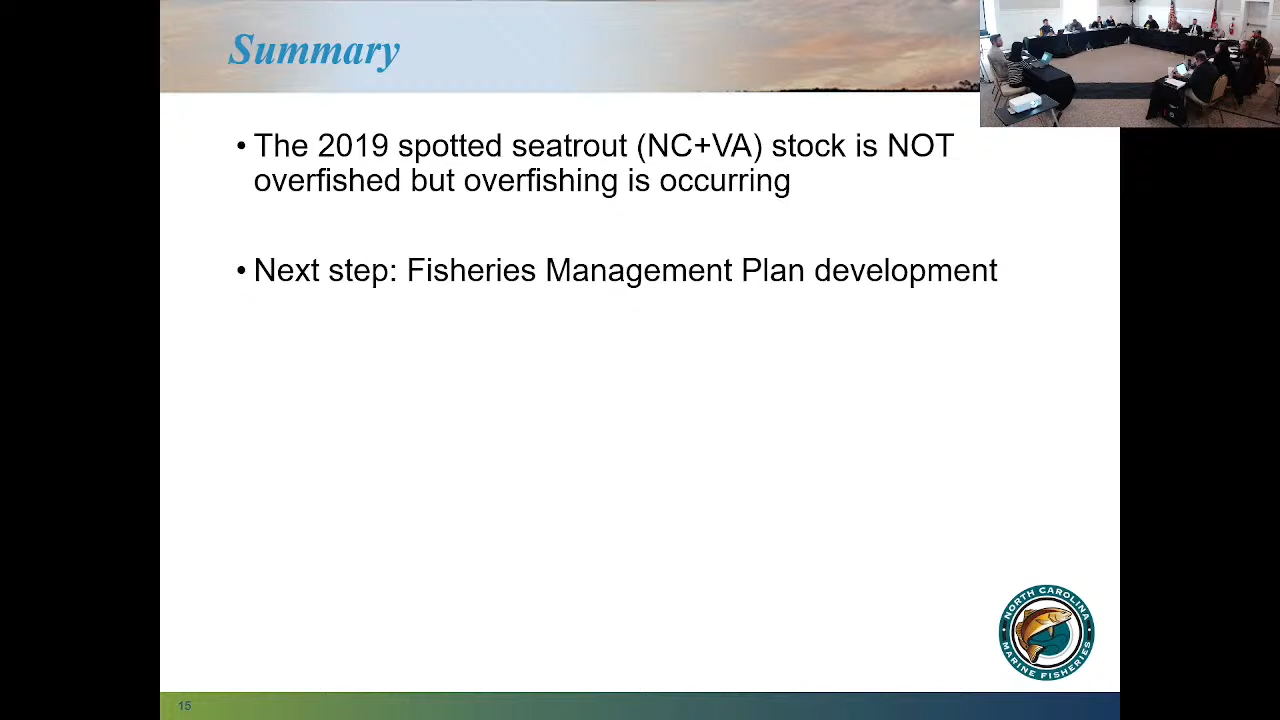 Summary
• The 2019 spotted seatrout (NC+VA) stock is NOT
overfished but overfishing is occurring
• Next step: Fisheries Management Plan development
NORTH CAROLINA
MARINE FISHERIES
15